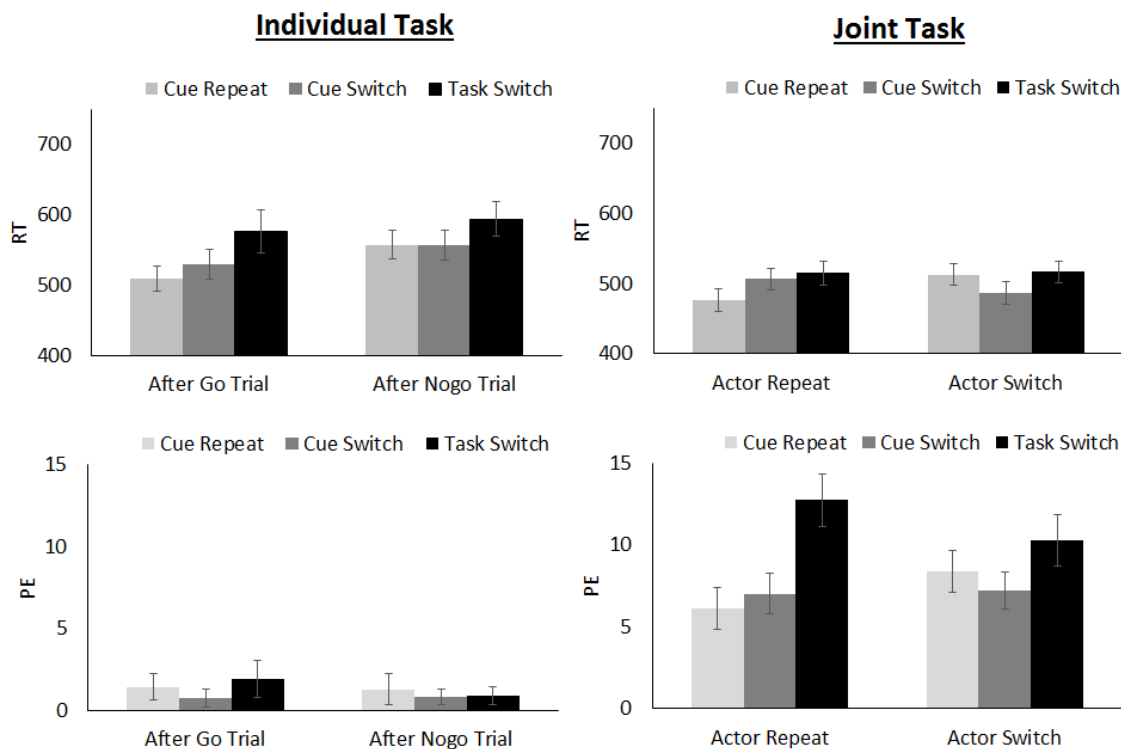 Individual Task
Cue Repeat Cue Switch Task Switch
700
600
500
400
RT
After Go Trial After Nogo Trial
Joint Task
Cue Repeat Cue Switch Task Switch
700
600
500
400
RT
Actor Repeat Actor Switch
Cue Repeat Cue Switch Task Switch
15
10
5
0
PE
After Go Trial After Nogo Trial
Cue Repeat Cue Switch Task Switch
15
10
5
0
PE
Actor Repeat Actor Switch